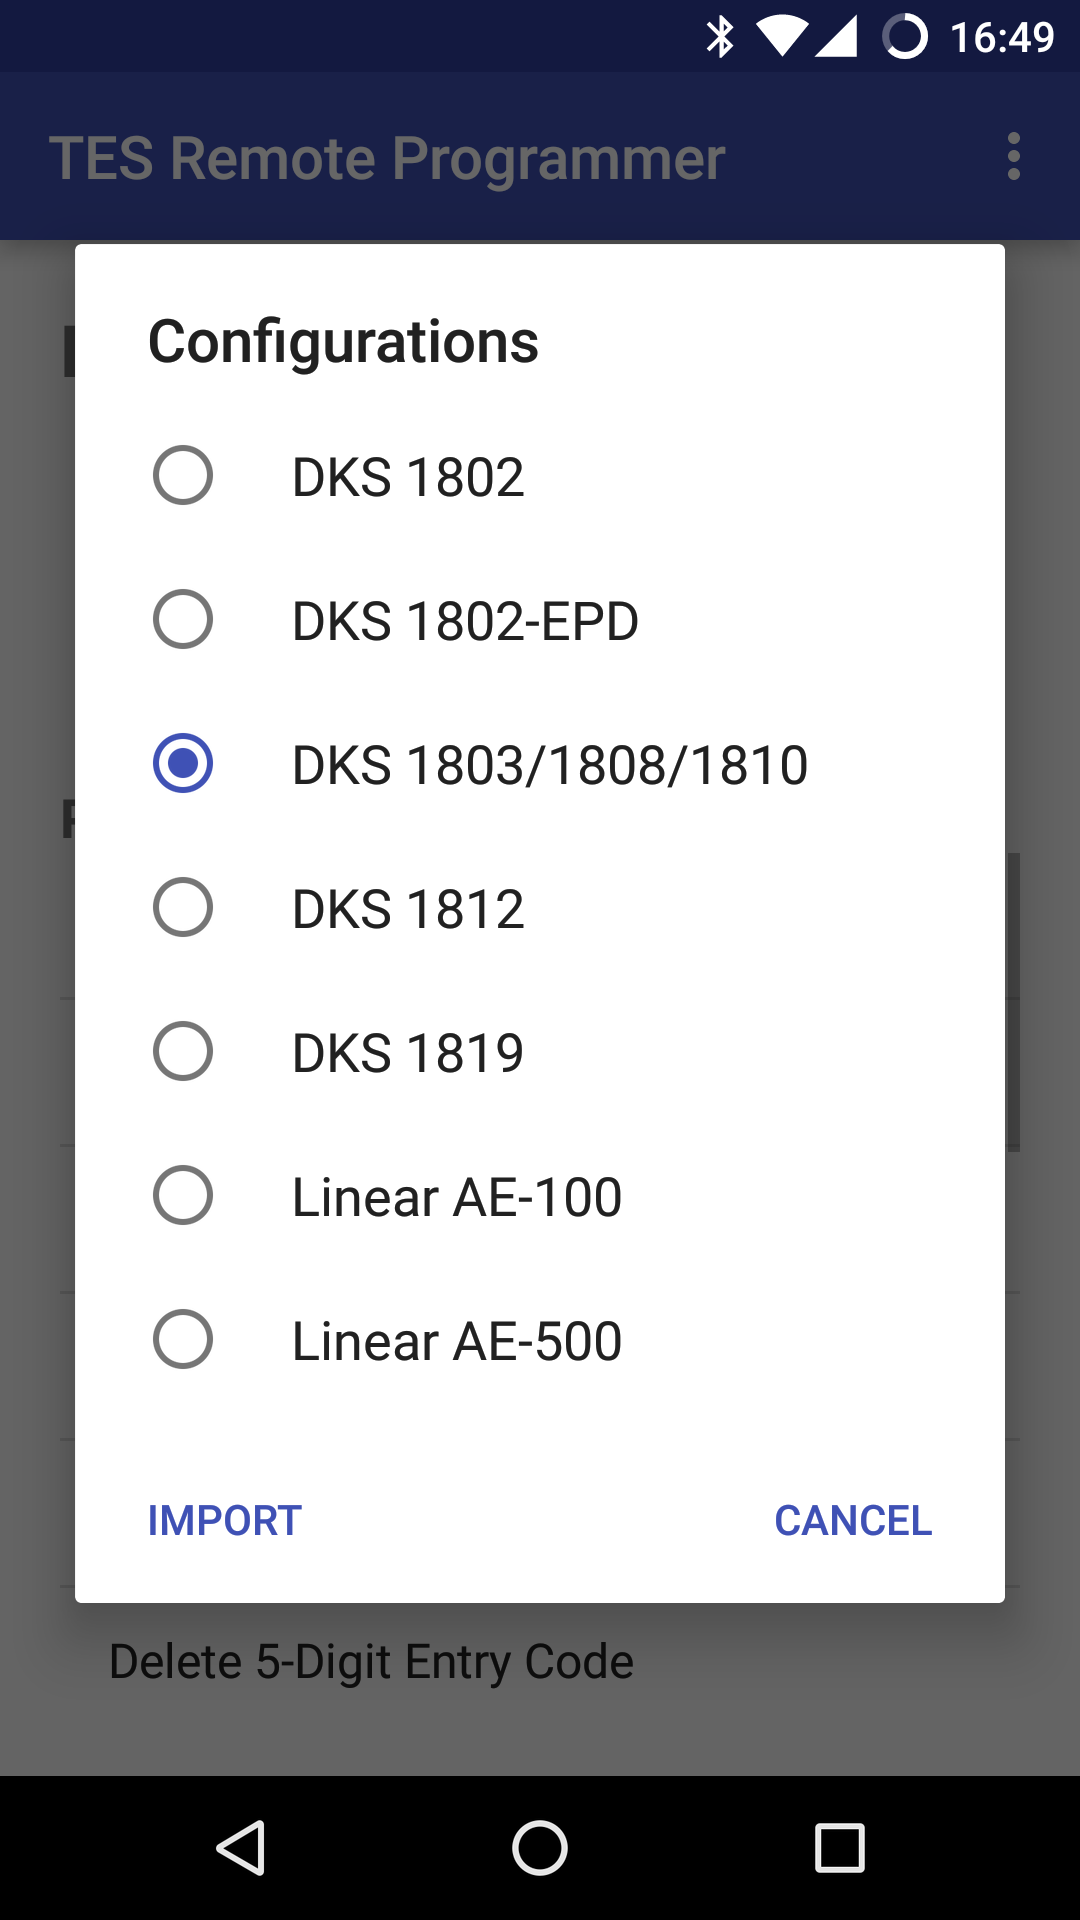 16:49
TES Remote Programmer
Configurations
DKS 1802
DKS 1802-EPD
DKS 1803/1808/1810
DKS 1812
DKS 1819
Linear AE-100
Linear AE-500
IMPORT CANCEL
Delete 5-Digit Entry Code